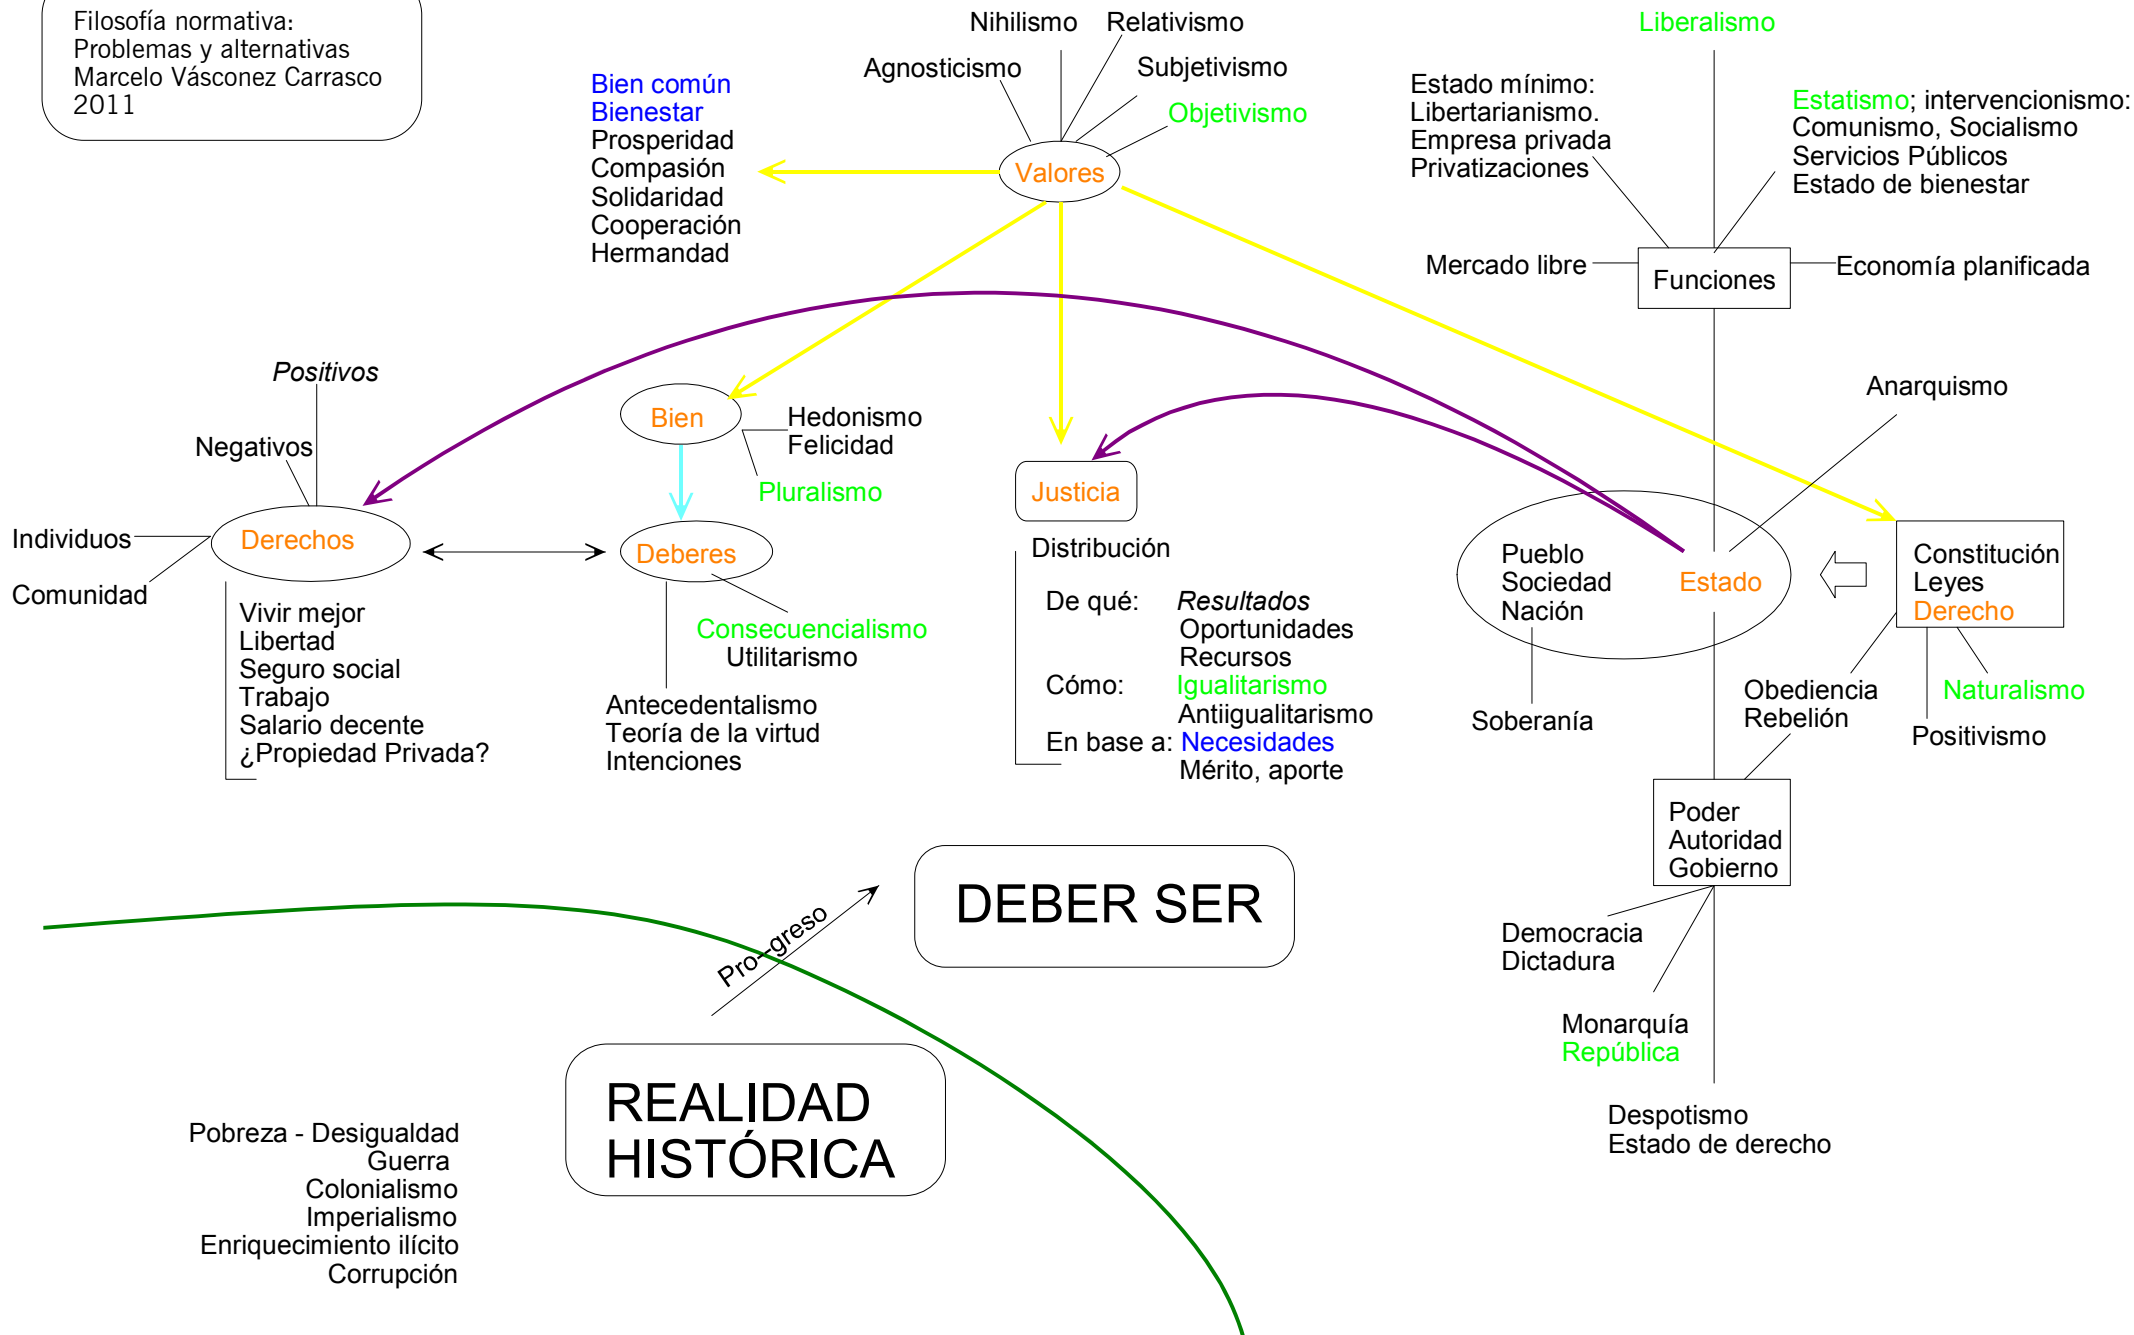 Filosofía normativa:
Problemas y alternativas
Marcelo Vásconez Carrasco
2011
Nihilismo
Relativismo
Agnosticismo
Subjetivismo
Objetivismo
Valores
Bien común
Bienestar
Prosperidad
Compasión
Solidaridad
Cooperación
Hermandad
Liberalismo
Estado mínimo:
Libertarianismo.
Empresa privada
Privatizaciones
Estatismo; intervencionismo:
Comunismo, Socialismo
Servicios Públicos
Estado de bienestar
Mercado libre
Funciones
Economía planificada
Anarquismo
Positivos
Negativos
Individuos
Comunidad
Derechos
Vivir mejor
Libertad
Seguro social
Trabajo
Salario decente
¿Propiedad Privada?
Bien
Hedonismo
Felicidad
Pluralismo
Deberes
Consecuencialismo
Utilitarismo
Antecedentalismo
Teoría de la virtud
Intenciones
Justicia
Distribución
De qué: Resultados
Oportunidades
Recursos
Cómo: Igualitarismo
Antiigualitarismo
En base a: Necesidades
Mérito, aporte
Pueblo
Sociedad
Nación
Estado
Soberanía
Constitución
Leyes
Derecho
Obediencia
Rebelión
Naturalismo
Positivismo
Poder
Autoridad
Gobierno
Democracia
Dictadura
Monarquía
República
Despotismo
Estado de derecho
DEBER SER
Pro--greso
REALIDAD
HISTÓRICA
Pobreza - Desigualdad
Guerra
Colonialismo
Imperialismo
Enriquecimiento ilícito
Corrupción